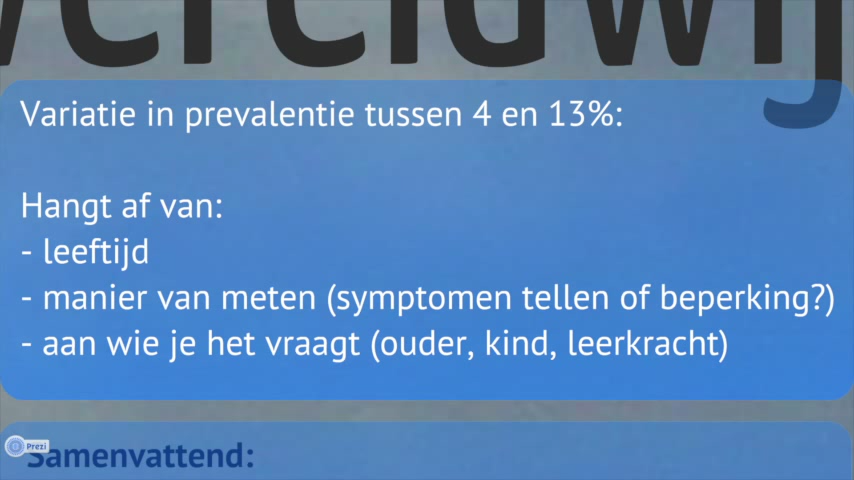 Variatie in prevalentie tussen 4 en 13%:
Hangt af van:
- leeftijd
- manier van meten (symptomen tellen of beperking?)
- aan wie je het vraagt (ouder, kind, leerkracht)
Prezi
Samenvattend: